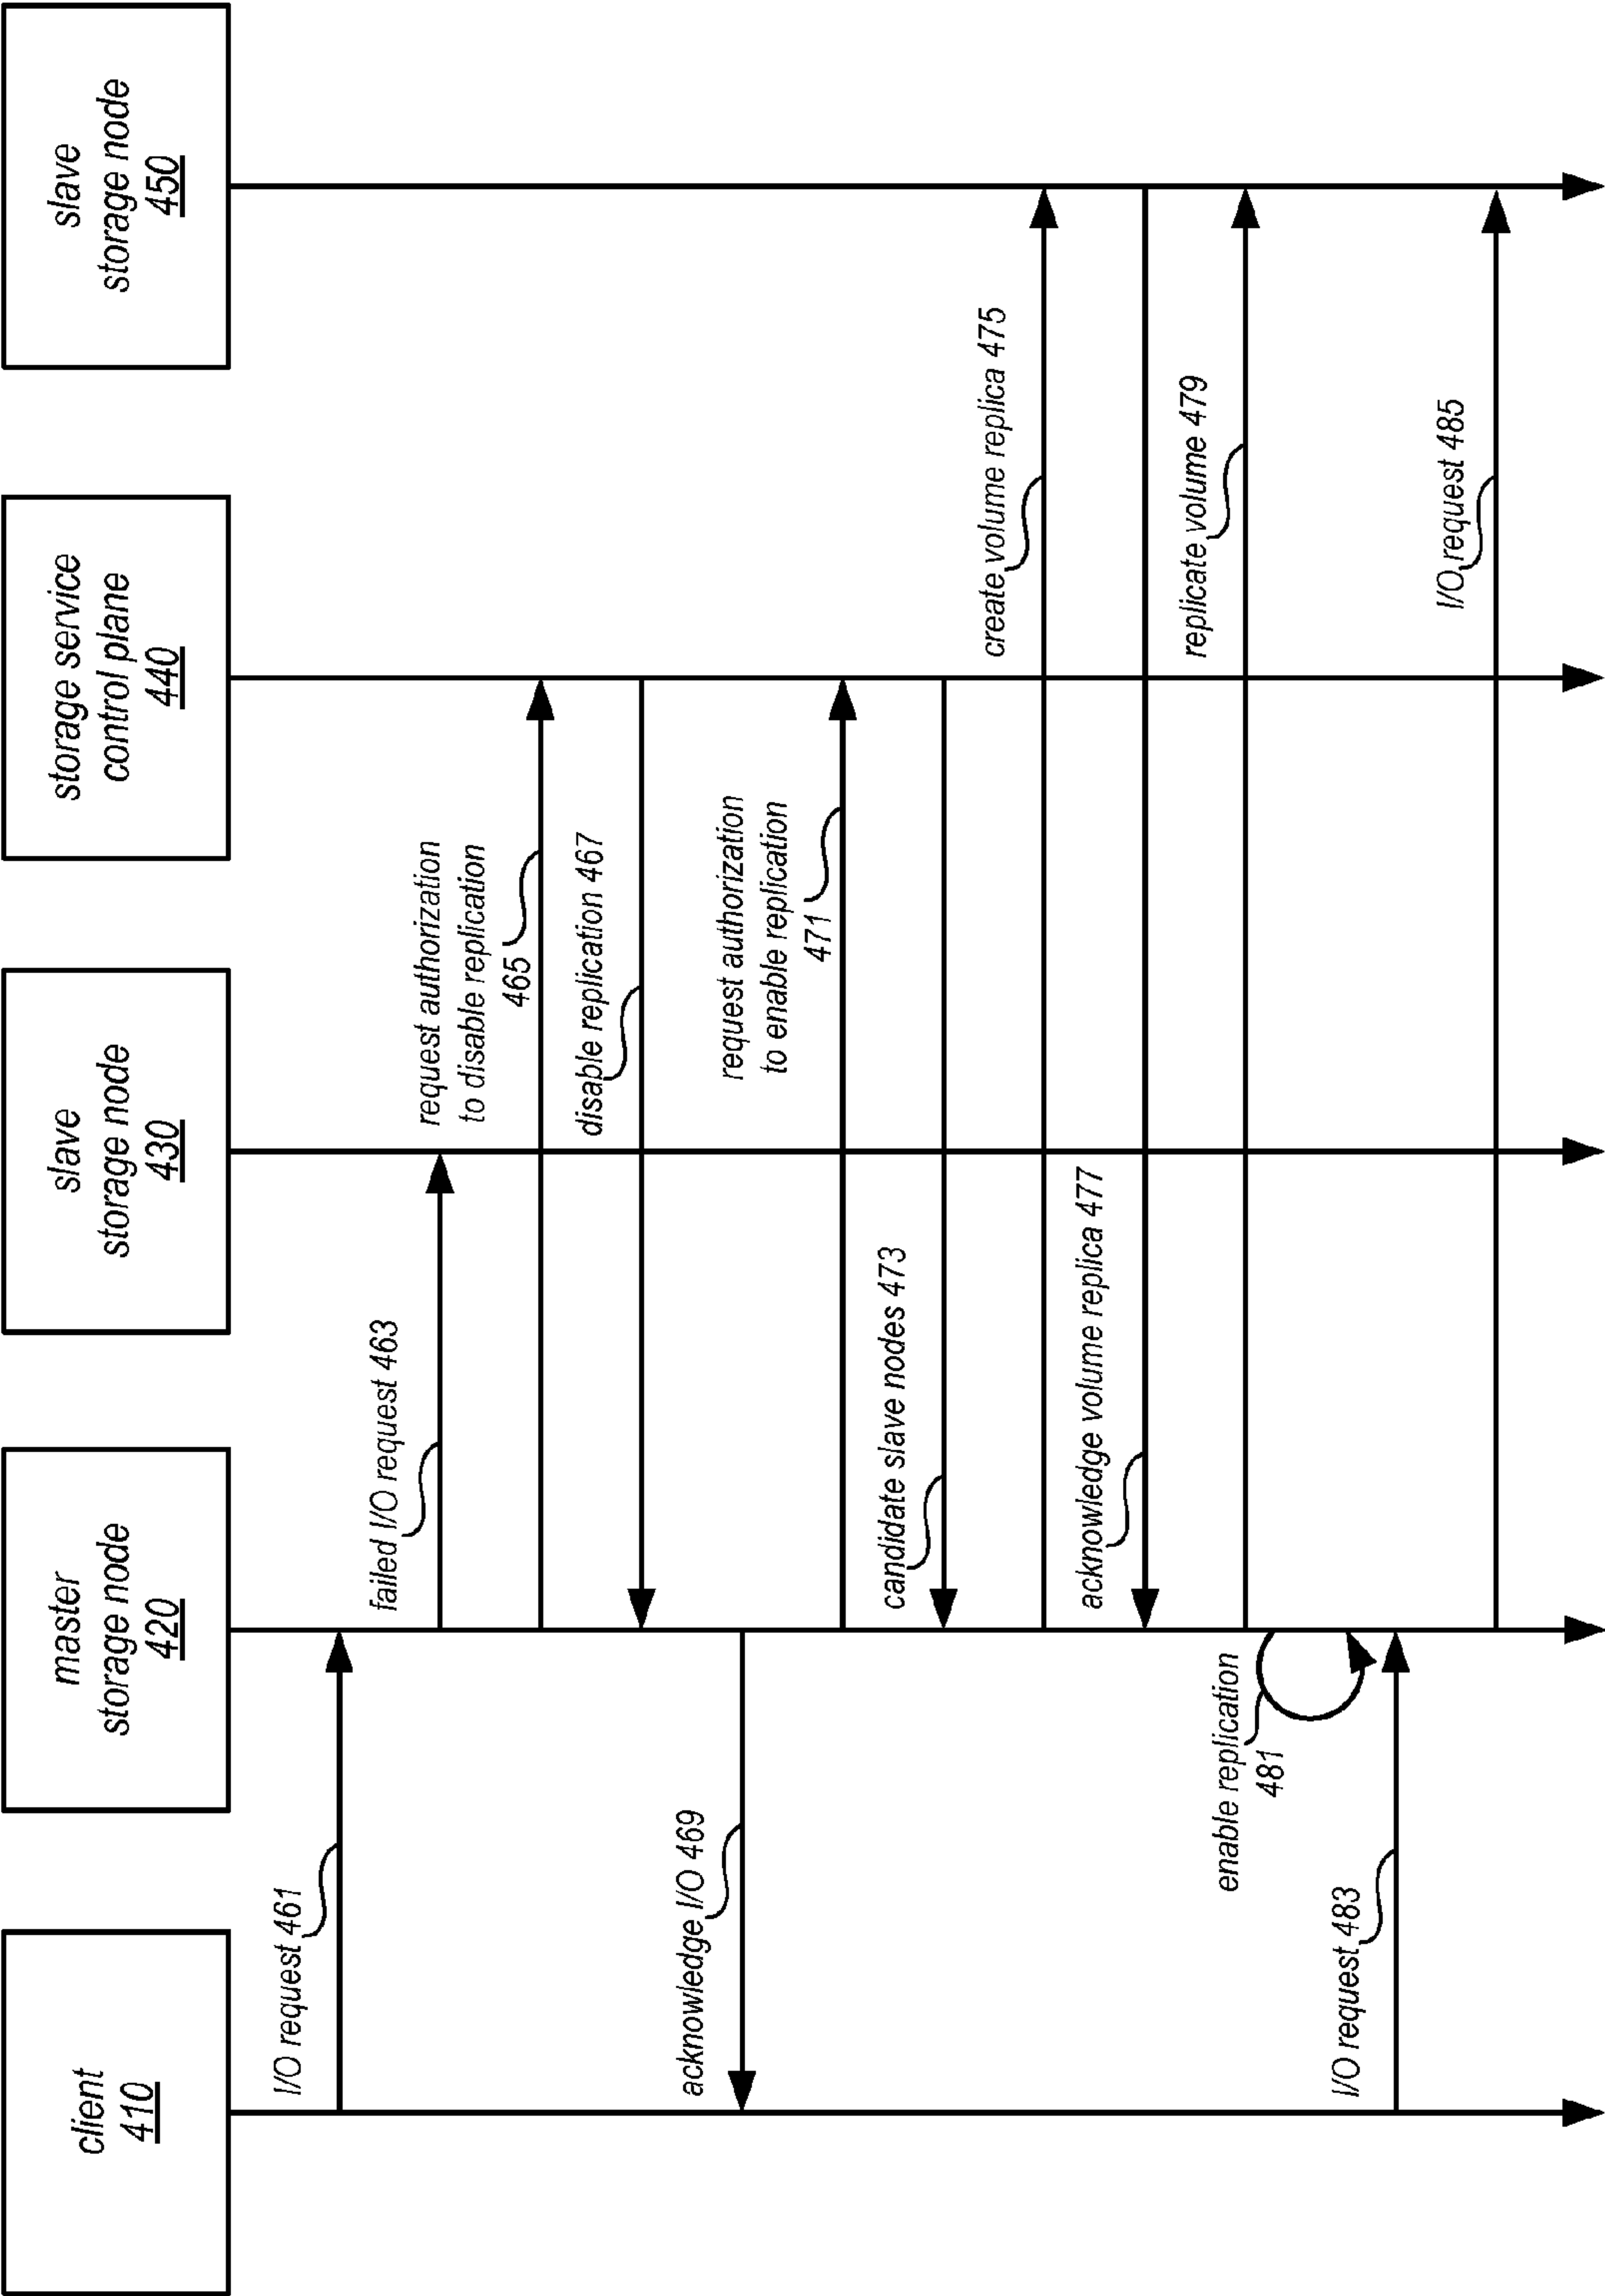 client
410
master
storage node
420
slave
storage node
430
storage service
control plane
440
slave
storage node
450
I/O request 461
failed I/O request 463
request authorization
to disable replication
465
disable replication 467
acknowledge I/O 469
request authorization
to enable replication
471
candidate slave nodes 473
create volume replica 475
acknowledge volume replica 477
replicate volume 479
enable replication
481
I/O request 483
I/O request 485